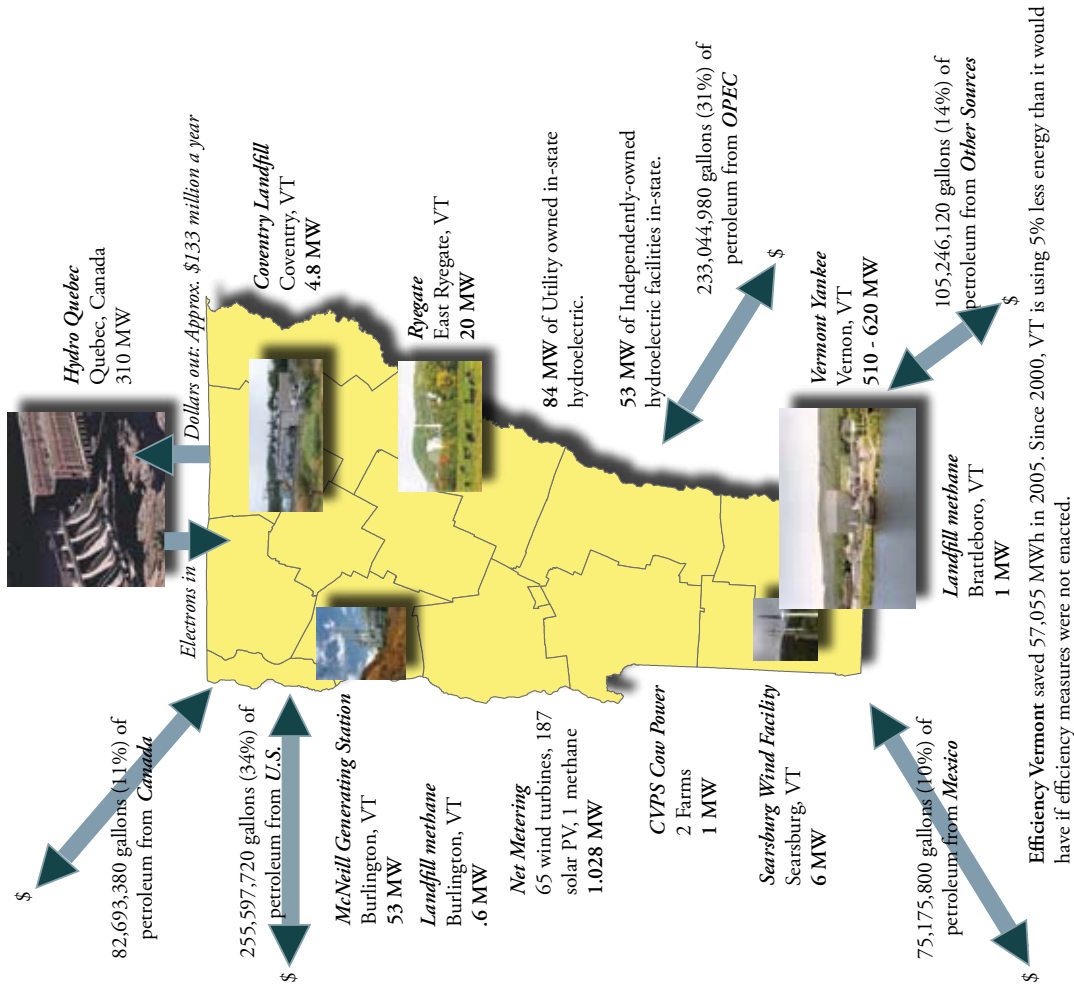 Hydro Quebec
Quebec, Canada
310 MW
Electrons in
Dollars out: Approx. $133 million a year
$
82,693,380 gallons (11%) of
petroleum from Canada
255,597,720 gallons (34%) of
petroleum from U.S.
$
Coventry Landfill
Coventry, VT
4.8 MW
McNeill Generating Station
Burlington, VT
53 MW
Ryegate
East Ryegate, VT
20 MW
Landfill methane
Burlington, VT
.6 MW
Net Metering
65 wind turbines, 187
solar PV, 1 methane
1.028 MW
84 MW of Utility owned in-state
hydroelectric.
53 MW of Independently-owned
hydroelectric facilities in-state.
CVPS Cow Power
2 Farms
1 MW
233,044,980 gallons (31%) of
petroleum from OPEC
$
Searsburg Wind Facility
Searsburg, VT
6 MW
Vermont Yankee
Vernon, VT
510 - 620 MW
75,175,800 gallons (10%) of
petroleum from Mexico
$
Landfill methane
Brattleboro, VT
1 MW
105,246,120 gallons (14%) of
petroleum from Other Sources
$
Efficiency Vermont saved 57,055 MWh in 2005. Since 2000, VT is using 5% less energy than it would
have if efficiency measures were not enacted.